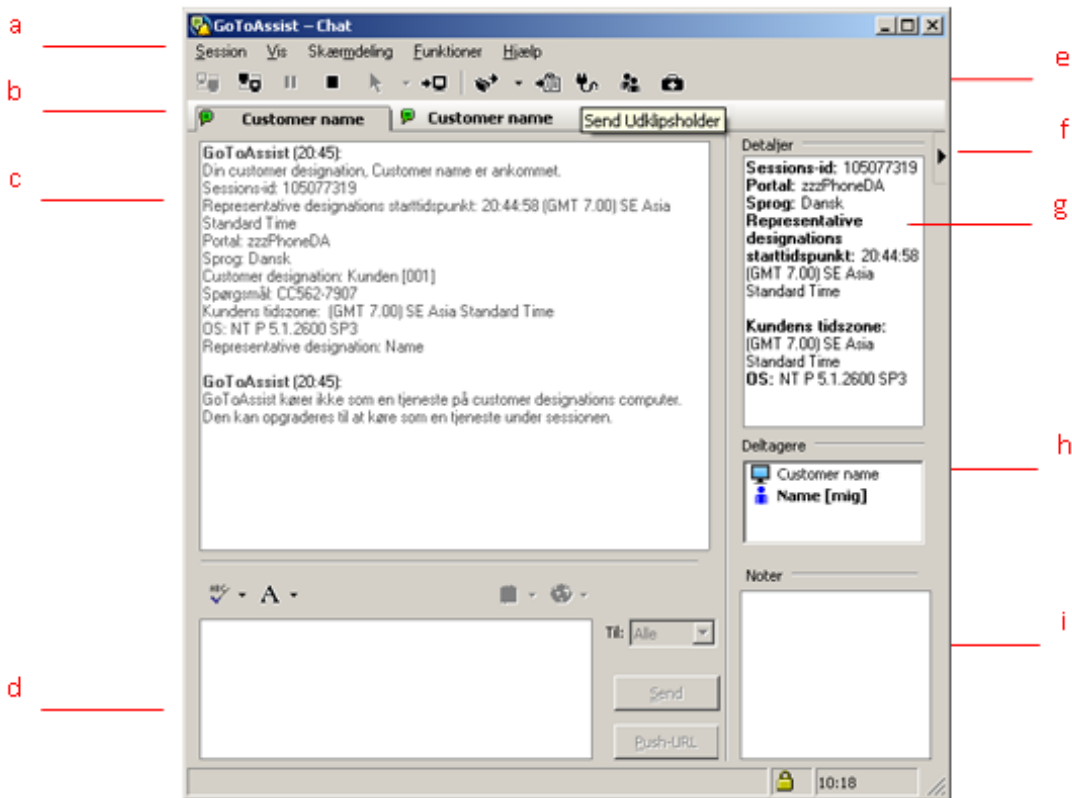 GoToAssist – Chat
Session Vis Skærmdeling Funktioner Hjælp
Customer name Customer name
Send Udklipsholder
GoToAssist (20:45):
Din customer designation, Customer name er ankommet.
Sessions-id: 105077319
Representative designations starttidspunkt: 20:44:58 (GMT 7.00) SE Asia
Standard Time
Portal: zzzPhoneDA
Sprog: Dansk
Customer designation: Kunden [001]
Spørgsmål: CC562-7907
Kundens tidszone: (GMT 7.00) SE Asia Standard Time
OS: NT P 5.1.2600 SP3
Representative designation: Name
GoToAssist (20:45):
GoToAssist kører ikke som en tjeneste på customer designations computer.
Den kan opgraderes til at køre som en tjeneste under sessionen.
ABC
A
Til: Alle
Send
Push-URL
Detaljer
Sessions-id: 105077319
Portal: zzzPhoneDA
Sprog: Dansk
Representative
designations
starttidspunkt: 20:44:58
(GMT 7.00) SE Asia
Standard Time
Kundens tidszone:
(GMT 7.00) SE Asia
Standard Time
OS: NT P 5.1.2600 SP3
Deltagere
Customer name
Name [mig]
Noter
10:18
a
b
c
d
e
f
g
h
i